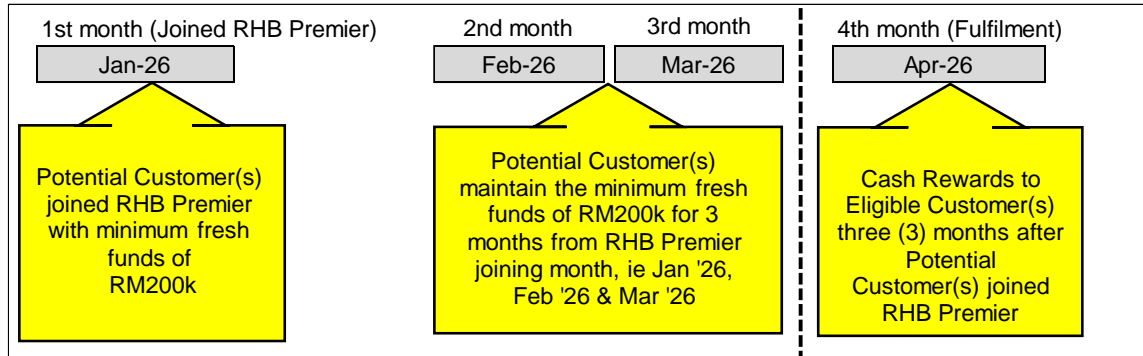 1st month (Joined RHB Premier)
Jan-26
Potential Customer(s)
joined RHB Premier
with minimum fresh
funds of
RM200k
2nd month
3rd month
Feb-26
Mar-26
Potential Customer(s)
maintain the minimum fresh
funds of RM200k for 3
months from RHB Premier
joining month, ie Jan '26,
Feb '26 & Mar '26
4th month (Fulfilment)
Apr-26
Cash Rewards to
Eligible Customer(s)
three (3) months after
Potential
Customer(s) joined
RHB Premier